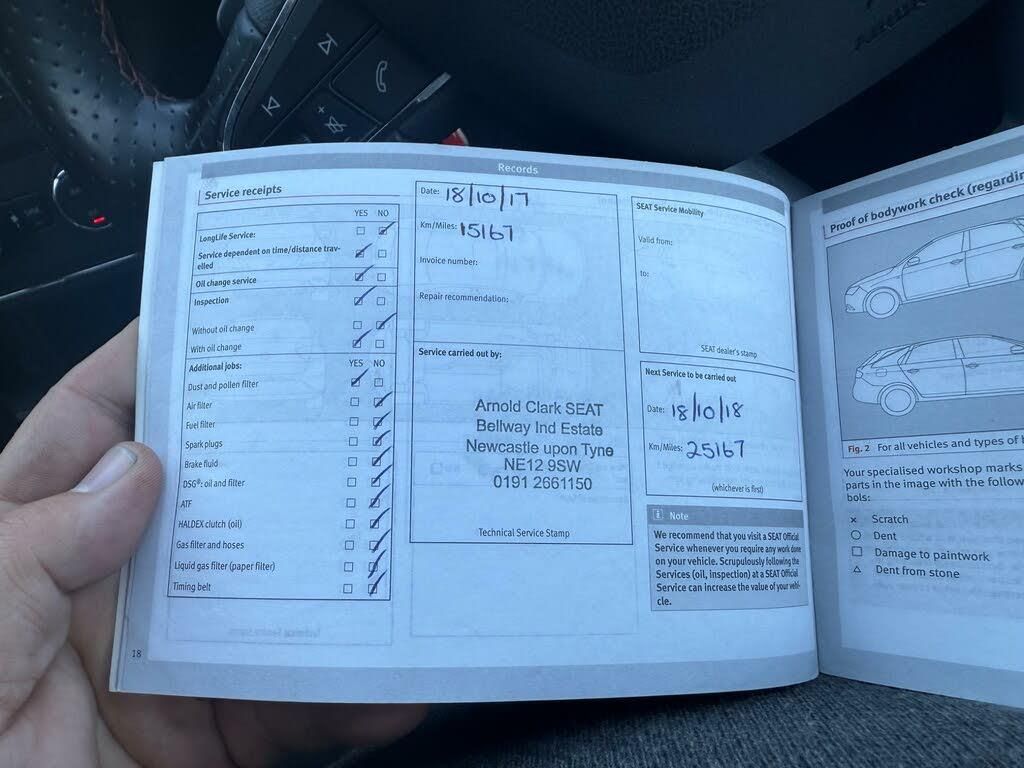 Records
Service receipts
YES NO
LongLife Service:
Service dependent on time/distance trav-
elled
Oil change service
Inspection
Without oil change
With oil change
Additional jobs: YES NO
Dust and pollen filter
Air filter
Fuel filter
Spark plugs
Brake fluid
DSG®: oil and filter
ATF
HALDEX clutch (oil)
Gas filter and hoses
Liquid gas filter (paper filter)
Timing belt
18
Date: 18/10/17
Km/Miles: 15167
Invoice number:
Repair recommendation:
Service carried out by:
Arnold Clark SEAT
Bellway Ind Estate
Newcastle upon Tyne
NE12 9SW
0191 2661150
Technical Service Stamp
SEAT Service Mobility
Valid from:
to:
SEAT dealer's stamp
Next Service to be carried out
Date: 18/10/18
Km/Miles: 25167
(whichever is first)
Note
We recommend that you visit a SEAT Official
Service whenever you require any work done
on your vehicle. Scrupulously following the
Services (oil, inspection) at a SEAT Official
Service can increase the value of your vehi-
cle.
Proof of bodywork check (regardin
Fig. 2 For all vehicles and types of b
Your specialised workshop marks
parts in the image with the follow
bols:
× Scratch
Dent
Damage to paintwork
Dent from stone